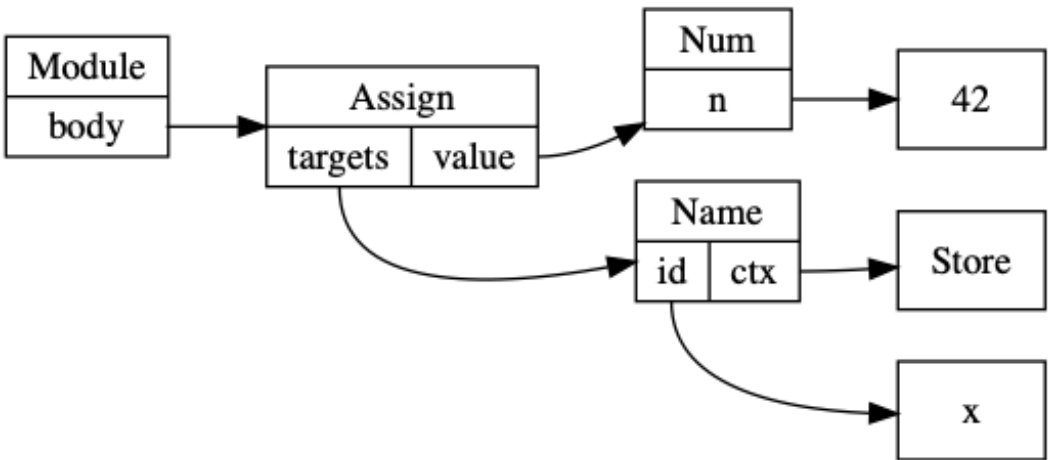 Module
body
Assign
targets
value
Num
n
42
Name
id
ctx
Store
x